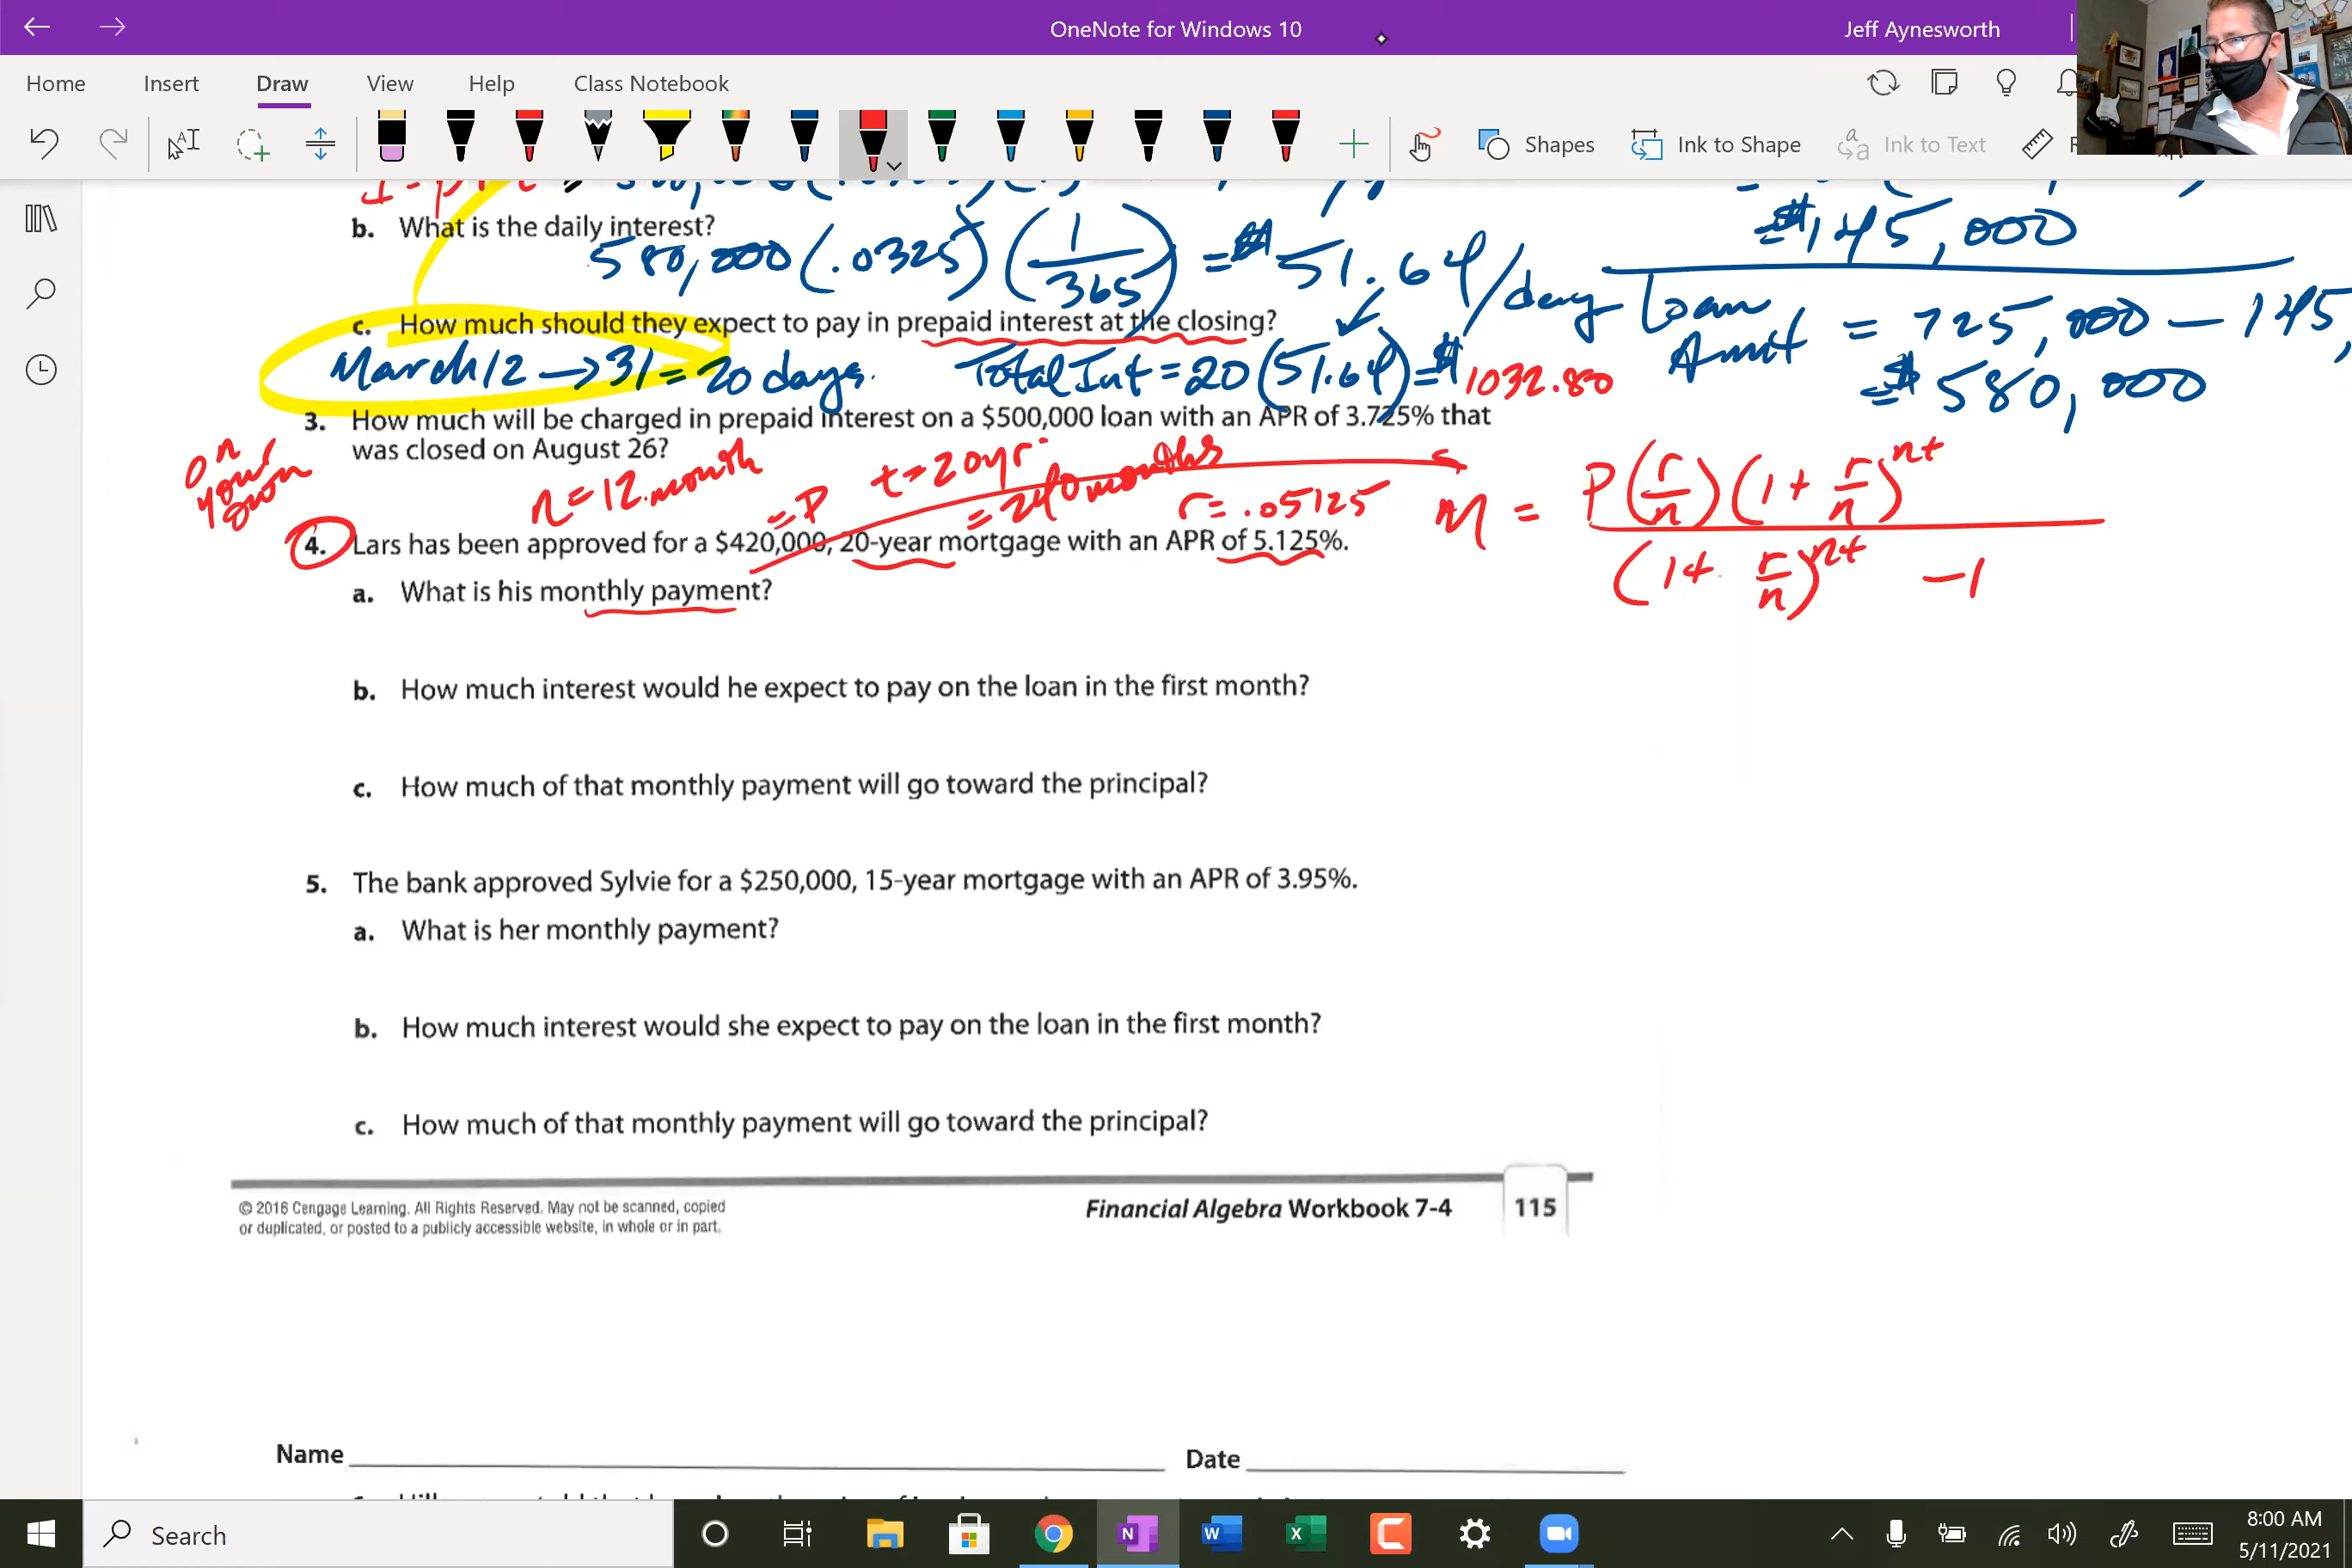 OneNote for Windows 10
Jeff Aynesworth
Home Insert Draw View Help Class Notebook
Shapes Ink to Shape Ink to Text
b. What is the daily interest?
580,000 (.0325) (1/365) = $51.64/day
= $145,000
c. How much should they expect to pay in prepaid interest at the closing?
March 12 → 31 = 20 days. Total Int = 20 (51.64) = $1032.80
Loan Amnt = 725,000 – 145,
= $580,000
3. How much will be charged in prepaid interest on a $500,000 loan with an APR of 3.725% that
was closed on August 26?
On your own
n = 12 month = P t = 20 yr = 240 months r = .05125
M = P(r/n)(1 + r/n)^nt
(1 + r/n)^nt – 1
4. Lars has been approved for a $420,000, 20-year mortgage with an APR of 5.125%.
a. What is his monthly payment?
b. How much interest would he expect to pay on the loan in the first month?
c. How much of that monthly payment will go toward the principal?
5. The bank approved Sylvie for a $250,000, 15-year mortgage with an APR of 3.95%.
a. What is her monthly payment?
b. How much interest would she expect to pay on the loan in the first month?
c. How much of that monthly payment will go toward the principal?
© 2016 Cengage Learning. All Rights Reserved. May not be scanned, copied
or duplicated, or posted to a publicly accessible website, in whole or in part.
Financial Algebra Workbook 7-4 115
Name Date
Search
8:00 AM
5/11/2021